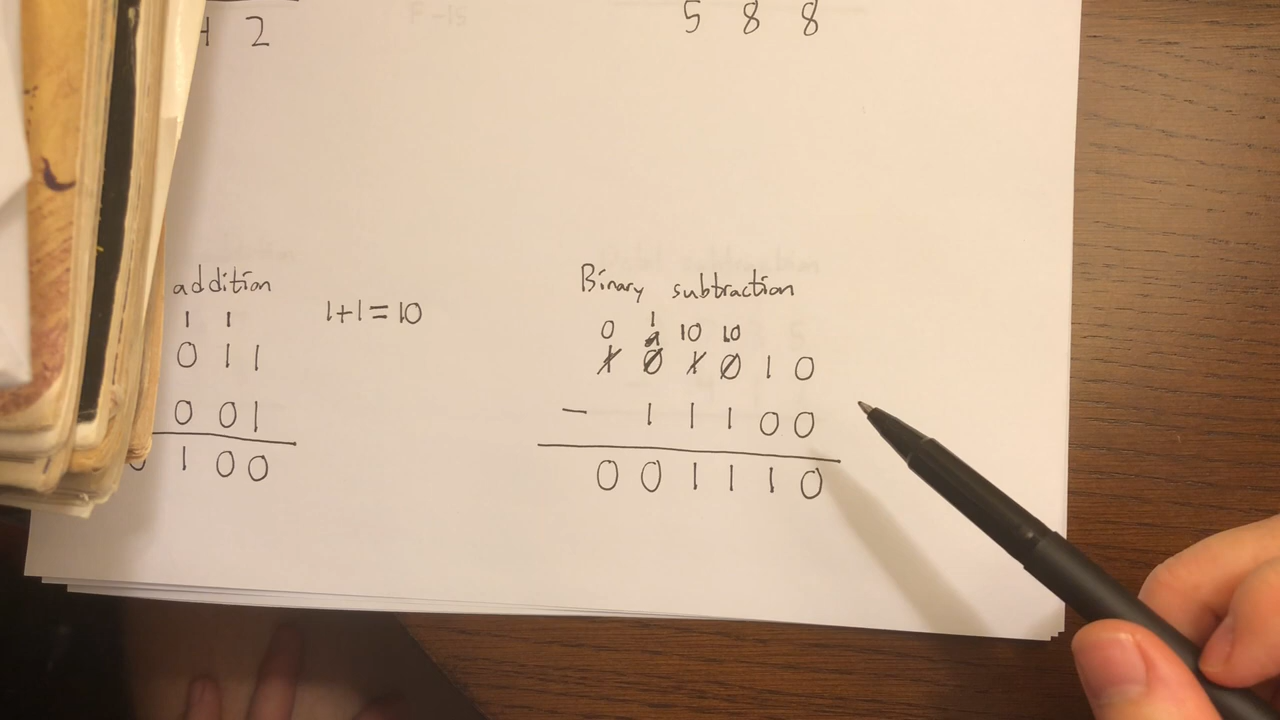 4 2
5 8 8
addition
1 1
0 1 1
0 0 1
1 0 0
1+1=10
Binary subtraction
0 1 10 10
1 0 1 0 1 0
- 1 1 1 0 0
0 0 1 1 1 0